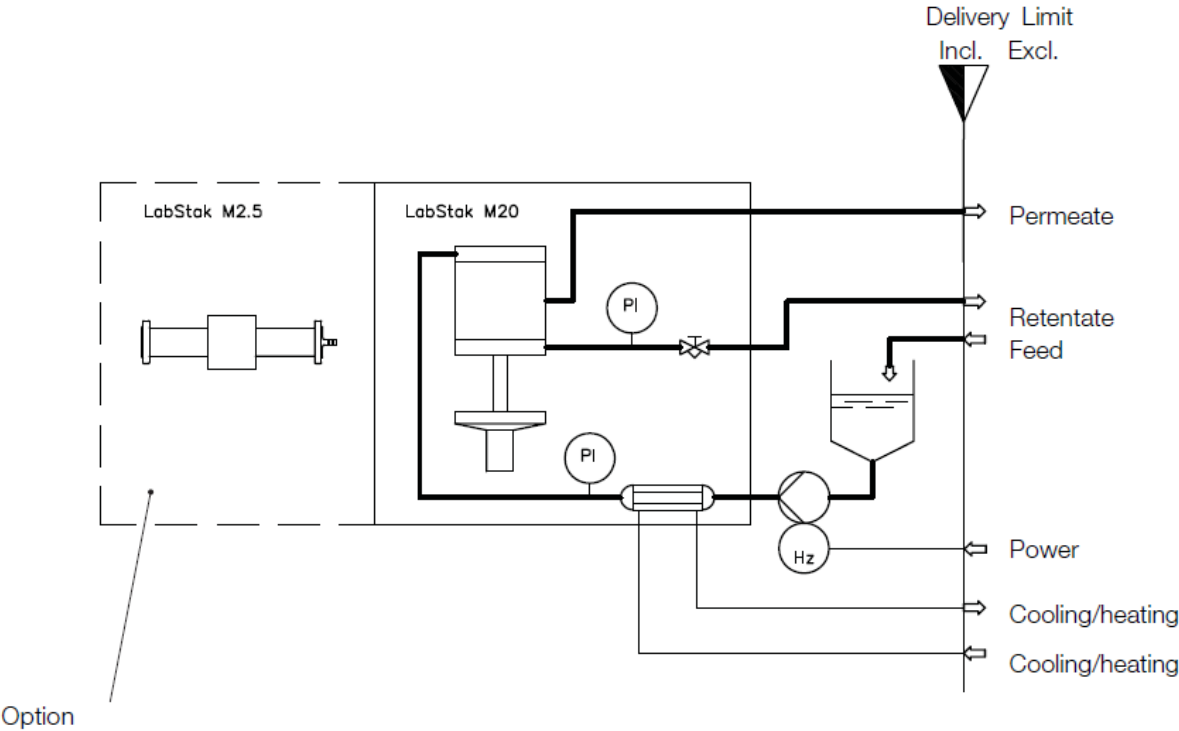 Delivery Limit
Incl. Excl.
LabStak M2.5
LabStak M20
Permeate
PI
Retentate
Feed
PI
Hz
Power
Cooling/heating
Cooling/heating
Option